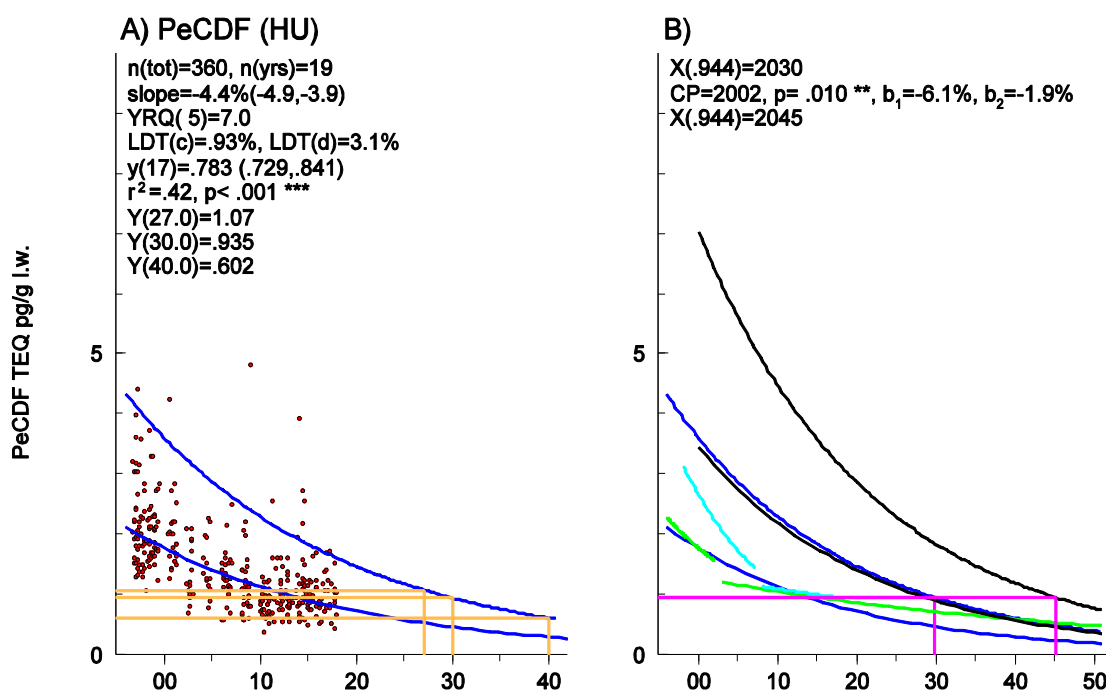 A) PeCDF (HU)
n(tot)=360, n(yrs)=19
slope=-4.4%(-4.9,-3.9)
YRQ( 5)=7.0
LDT(c)=.93%, LDT(d)=3.1%
y(17)=.783 (.729,.841)
r²=.42, p< .001 ***
Y(27.0)=1.07
Y(30.0)=.935
Y(40.0)=.602
PeCDF TEQ pg/g l.w.
5
0
00 10 20 30 40
B)
X(.944)=2030
CP=2002, p= .010 **, b₁=-6.1%, b₂=-1.9%
X(.944)=2045
5
0
00 10 20 30 40 50